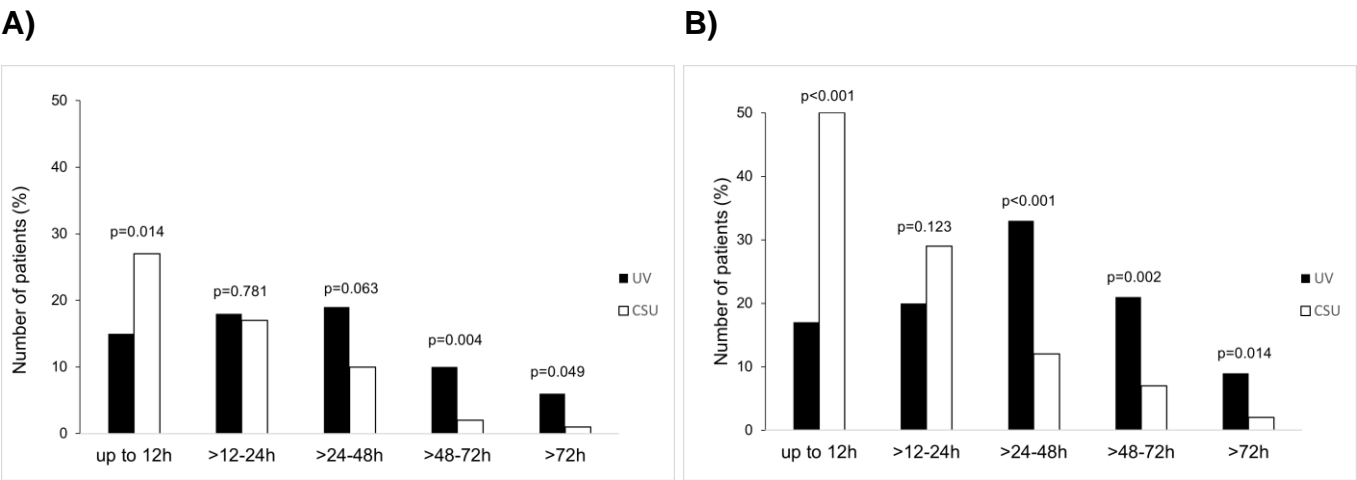 A)
B)
Number of patients (%)
50
40
30
20
10
0
p=0.014
p=0.781
p=0.063
p=0.004
p=0.049
up to 12h >12-24h >24-48h >48-72h >72h
UV
CSU
Number of patients (%)
50
40
30
20
10
0
p<0.001
p=0.123
p<0.001
p=0.002
p=0.014
up to 12h >12-24h >24-48h >48-72h >72h
UV
CSU